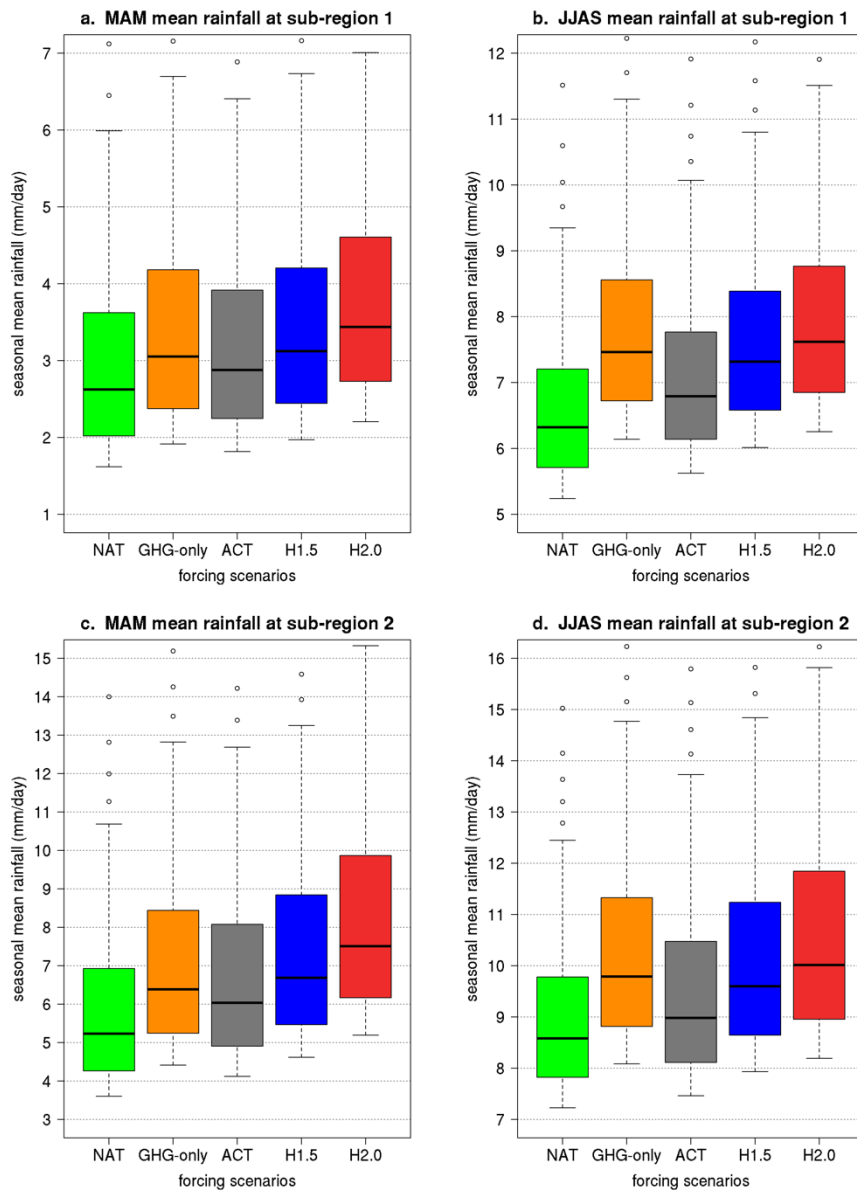 a.  MAM mean rainfall at sub-region 1
seasonal mean rainfall (mm/day)
7
6
5
4
3
2
1
NAT GHG-only ACT H1.5 H2.0
forcing scenarios
b.  JJAS mean rainfall at sub-region 1
seasonal mean rainfall (mm/day)
12
11
10
9
8
7
6
5
NAT GHG-only ACT H1.5 H2.0
forcing scenarios
c.  MAM mean rainfall at sub-region 2
seasonal mean rainfall (mm/day)
15
14
13
12
11
10
9
8
7
6
5
4
3
NAT GHG-only ACT H1.5 H2.0
forcing scenarios
d.  JJAS mean rainfall at sub-region 2
seasonal mean rainfall (mm/day)
16
15
14
13
12
11
10
9
8
7
NAT GHG-only ACT H1.5 H2.0
forcing scenarios